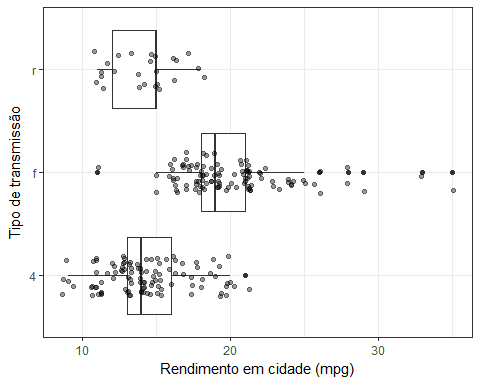 Tipo de transmissão
r
f
4
10 20 30
Rendimento em cidade (mpg)